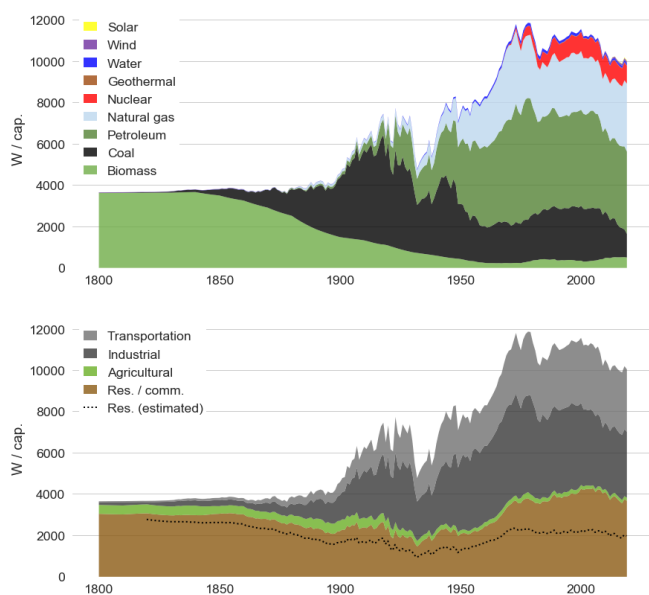 12000
10000
8000
6000
4000
2000
0
W / cap.
Solar
Wind
Water
Geothermal
Nuclear
Natural gas
Petroleum
Coal
Biomass
1800 1850 1900 1950 2000
12000
10000
8000
6000
4000
2000
0
W / cap.
Transportation
Industrial
Agricultural
Res. / comm.
Res. (estimated)
1800 1850 1900 1950 2000